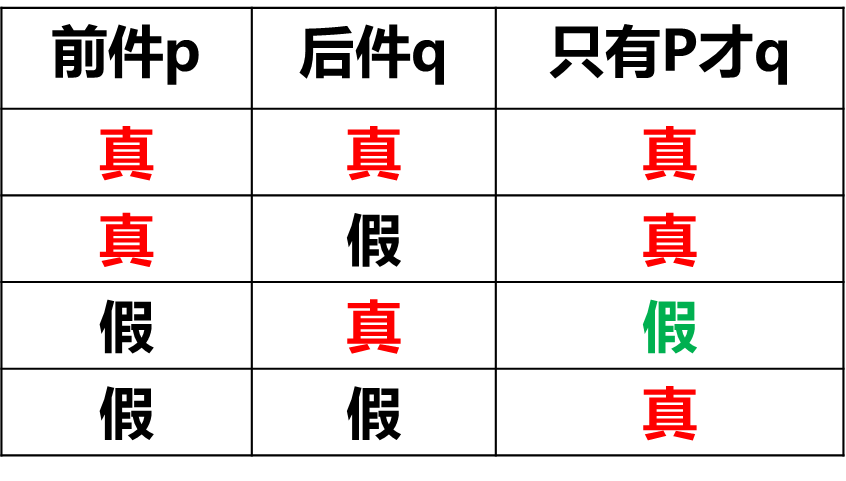 前件p 后件q 只有P才q
真 真 真
真 假 真
假 真 假
假 假 真